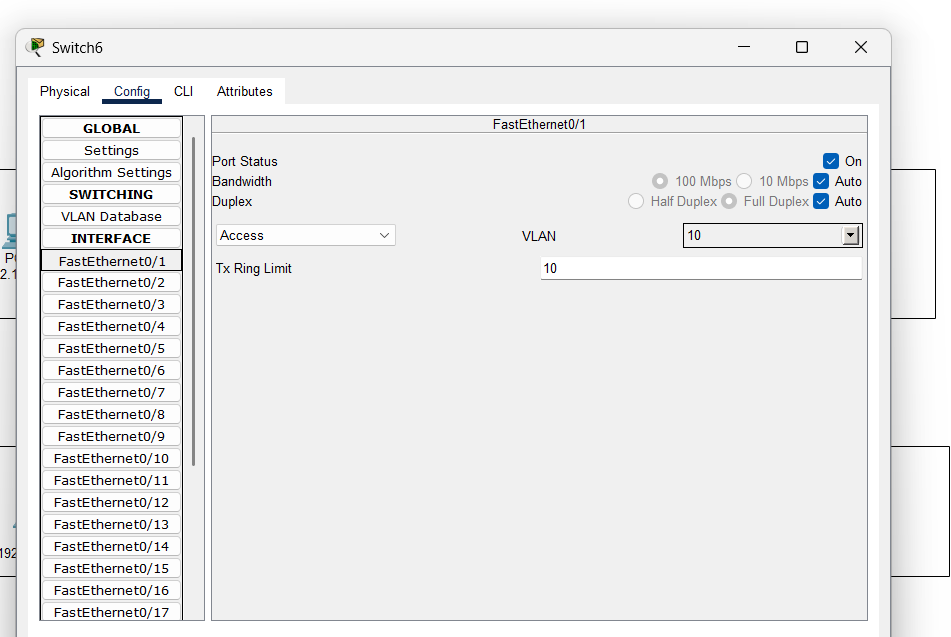 Switch6
Physical Config CLI Attributes
GLOBAL
Settings
Algorithm Settings
SWITCHING
VLAN Database
INTERFACE
FastEthernet0/1
FastEthernet0/2
FastEthernet0/3
FastEthernet0/4
FastEthernet0/5
FastEthernet0/6
FastEthernet0/7
FastEthernet0/8
FastEthernet0/9
FastEthernet0/10
FastEthernet0/11
FastEthernet0/12
FastEthernet0/13
FastEthernet0/14
FastEthernet0/15
FastEthernet0/16
FastEthernet0/17
FastEthernet0/1
Port Status On
Bandwidth 100 Mbps 10 Mbps Auto
Duplex Half Duplex Full Duplex Auto
Access VLAN 10
Tx Ring Limit 10
2.1
192